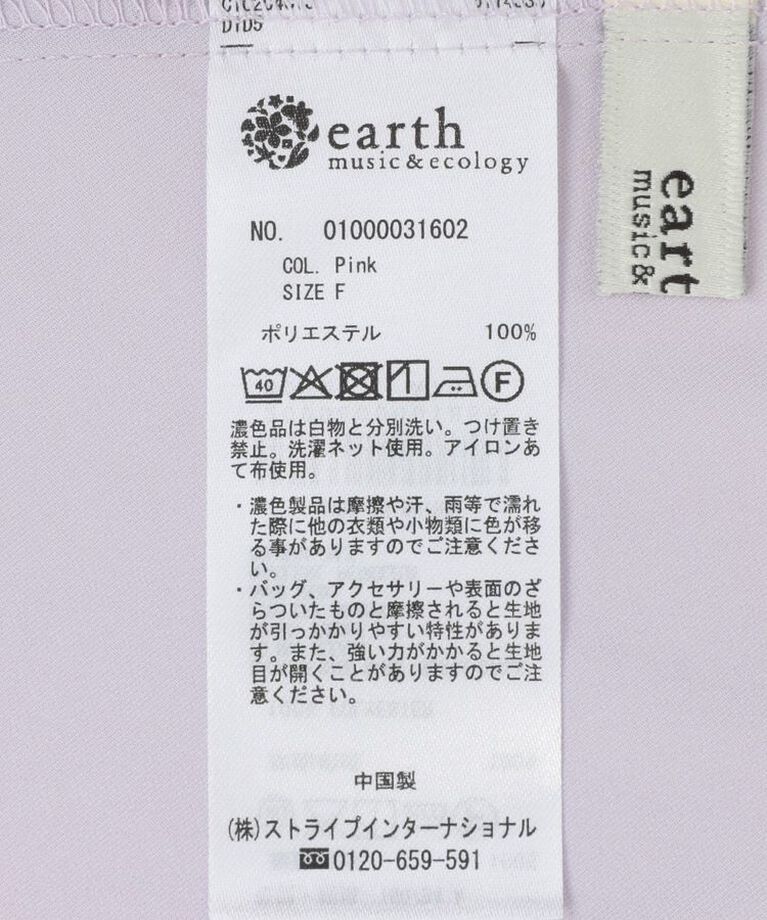 D1D5
earth
music&ecology
NO. 01000031602
COL. Pink
SIZE F
ポリエステル 100%
40 F
濃色品は白物と分別洗い。つけ置き
禁止。洗濯ネット使用。アイロンあ
て布使用。
・濃色製品は摩擦や汗、雨等で濡れ
た際に他の衣類や小物類に色が移
る事がありますのでご注意くださ
い。
・バッグ、アクセサリーや表面のざ
らついたものと摩擦されると生地
が引っかかりやすい特性がありま
す。また、強い力がかかると生地
目が開くことがありますのでご注
意ください。
中国製
(株)ストライプインターナショナル
0120-659-591
eart
music&